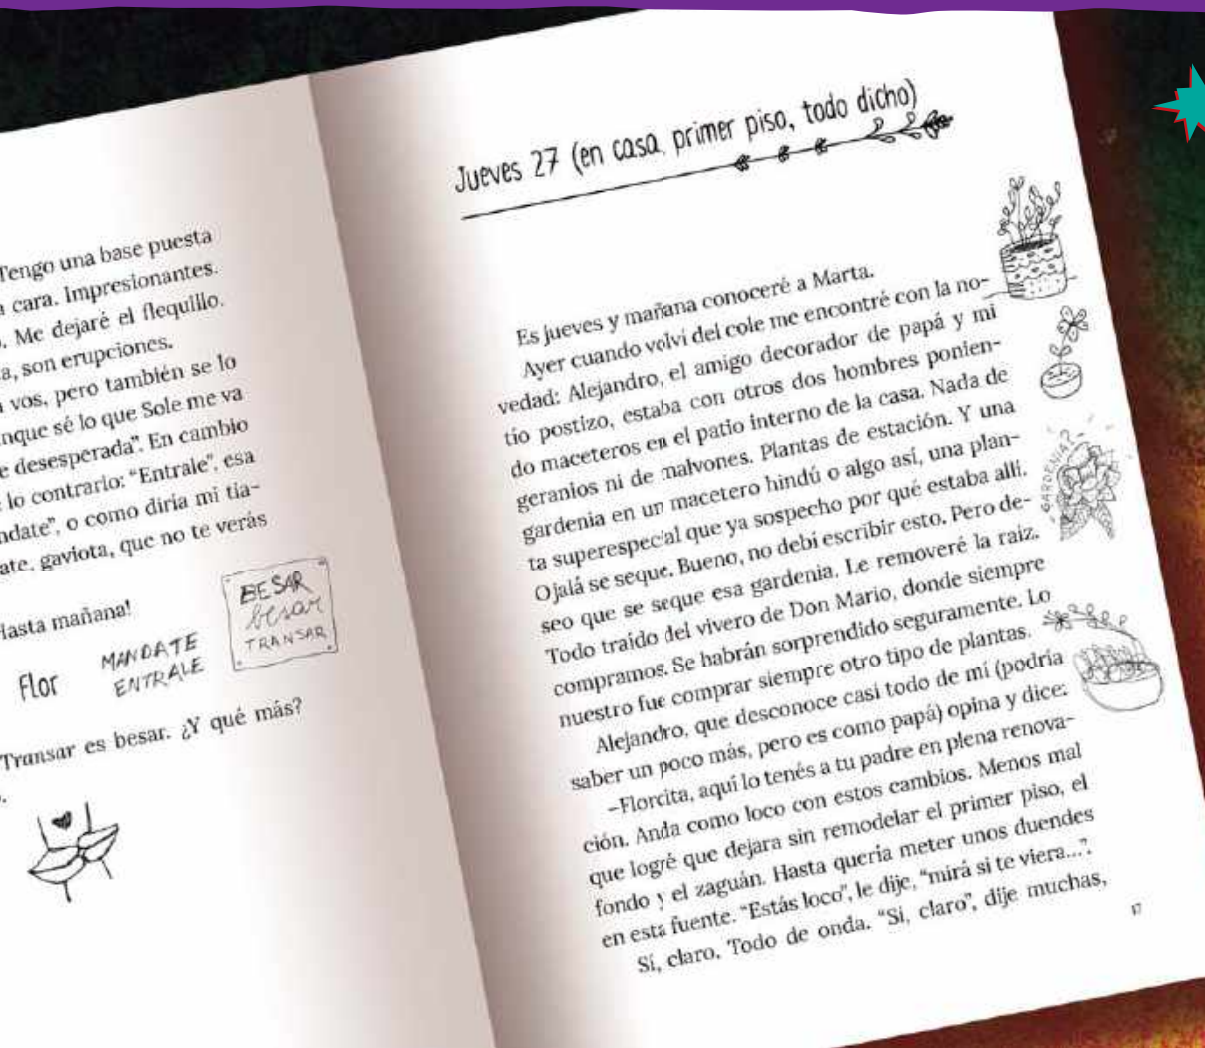 Tengo una base puesta
cara. Impresionantes.
Me dejaré el flequillo.
son erupciones.
vos, pero también se lo
sé lo que Sole me va
desesperada”. En cambio
lo contrario: “Entrale”, esa
o como diría mi tía-
gaviota, que no te verás
Hasta mañana!
Flor
MANDATE
ENTRALE
BESAR
besar
TRANSAR
Transar es besar. ¿Y qué más?
Jueves 27 (en casa, primer piso, todo dicho)
Es jueves y mañana conoceré a Marta.
Ayer cuando volví del cole me encontré con la no-
vedad: Alejandro, el amigo decorador de papá y mi
tío postizo, estaba con otros dos hombres ponien-
do maceteros en el patio interno de la casa. Nada de
geranios ni de malvones. Plantas de estación. Y una
gardenia en un macetero hindú o algo así, una plan-
ta superespecial que ya sospecho por qué estaba allí.
Ojalá se seque. Bueno, no debí escribir esto. Pero de-
seo que se seque esa gardenia. Le removeré la raíz.
Todo traído del vivero de Don Mario, donde siempre
compramos. Se habrán sorprendido seguramente. Lo
nuestro fue comprar siempre otro tipo de plantas.
Alejandro, que desconoce casi todo de mí (podría
saber un poco más, pero es como papá) opina y dice:
–Florcita, aquí lo tenés a tu padre en plena renova-
ción. Anda como loco con estos cambios. Menos mal
que logré que dejara sin remodelar el primer piso, el
fondo y el zaguán. Hasta quería meter unos duendes
en esta fuente. “Estás loco”, le dije, “mirá si te viera...”.
Sí, claro. Todo de onda. “Sí, claro”, dije muchas,
GARDENIA?
17